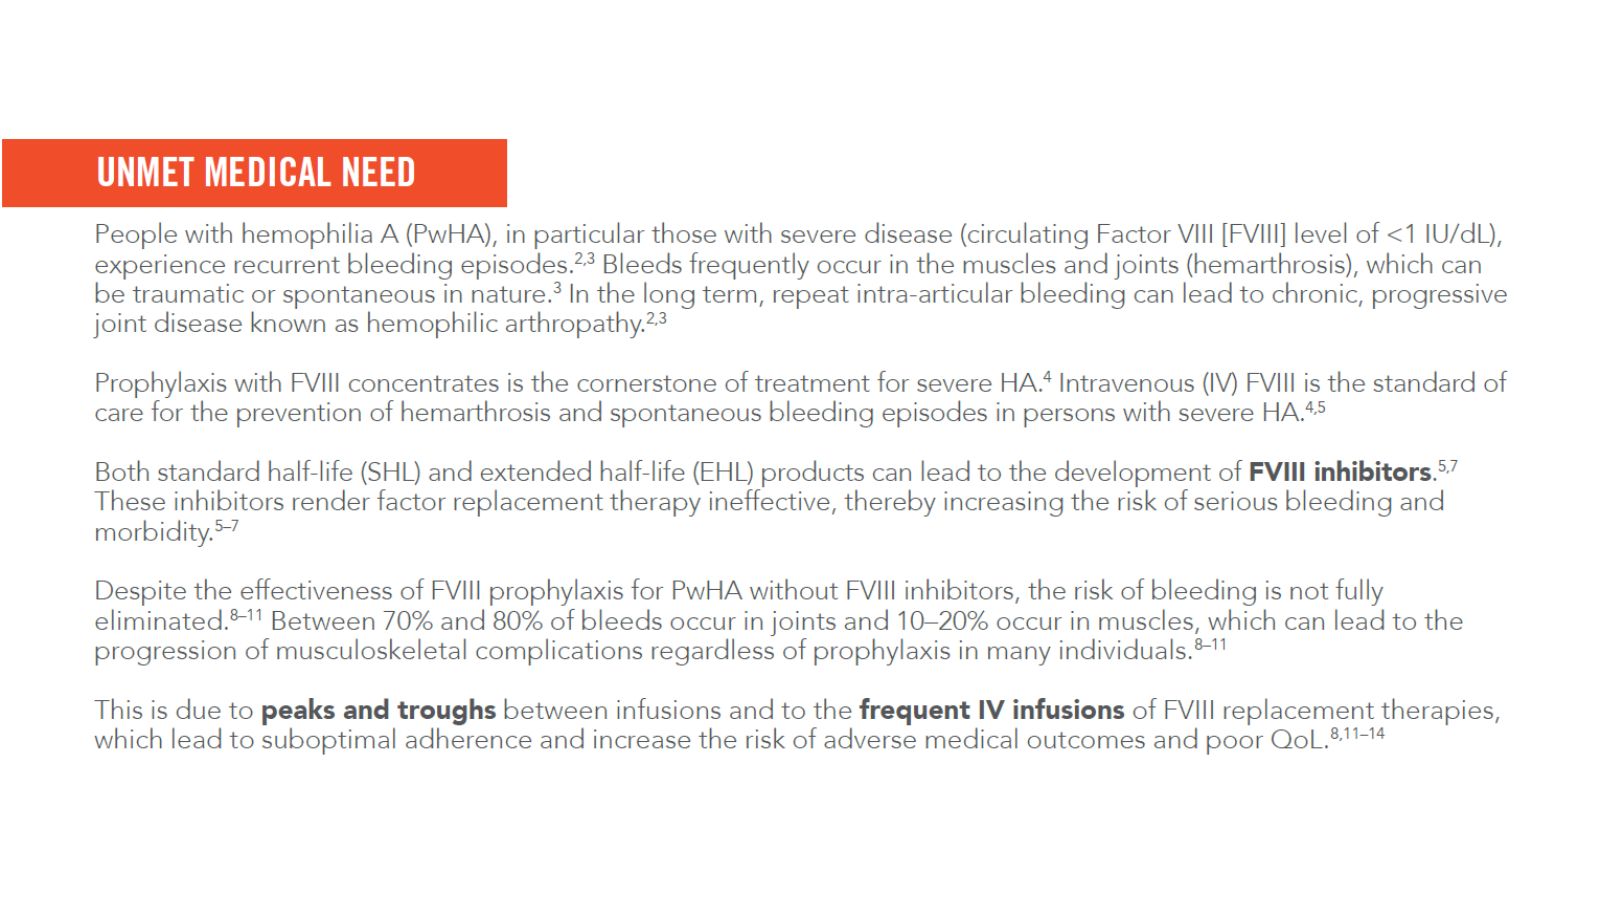 UNMET MEDICAL NEED
People with hemophilia A (PwHA), in particular those with severe disease (circulating Factor VIII [FVIII] level of <1 IU/dL),
experience recurrent bleeding episodes.2,3 Bleeds frequently occur in the muscles and joints (hemarthrosis), which can
be traumatic or spontaneous in nature.3 In the long term, repeat intra-articular bleeding can lead to chronic, progressive
joint disease known as hemophilic arthropathy.2,3
Prophylaxis with FVIII concentrates is the cornerstone of treatment for severe HA.4 Intravenous (IV) FVIII is the standard of
care for the prevention of hemarthrosis and spontaneous bleeding episodes in persons with severe HA.4,5
Both standard half-life (SHL) and extended half-life (EHL) products can lead to the development of FVIII inhibitors.5,7
These inhibitors render factor replacement therapy ineffective, thereby increasing the risk of serious bleeding and
morbidity.5–7
Despite the effectiveness of FVIII prophylaxis for PwHA without FVIII inhibitors, the risk of bleeding is not fully
eliminated.8–11 Between 70% and 80% of bleeds occur in joints and 10–20% occur in muscles, which can lead to the
progression of musculoskeletal complications regardless of prophylaxis in many individuals.8–11
This is due to peaks and troughs between infusions and to the frequent IV infusions of FVIII replacement therapies,
which lead to suboptimal adherence and increase the risk of adverse medical outcomes and poor QoL.8,11–14